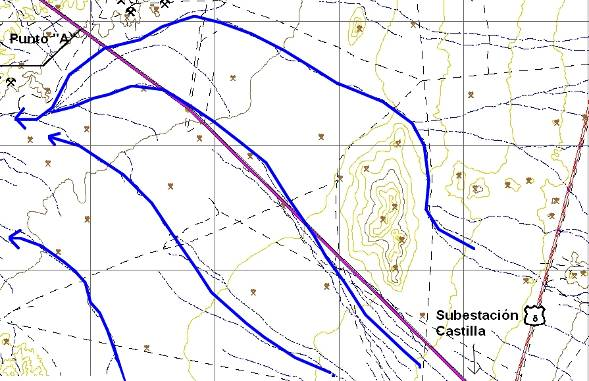 Punto "A"
Subestación
Castilla
8